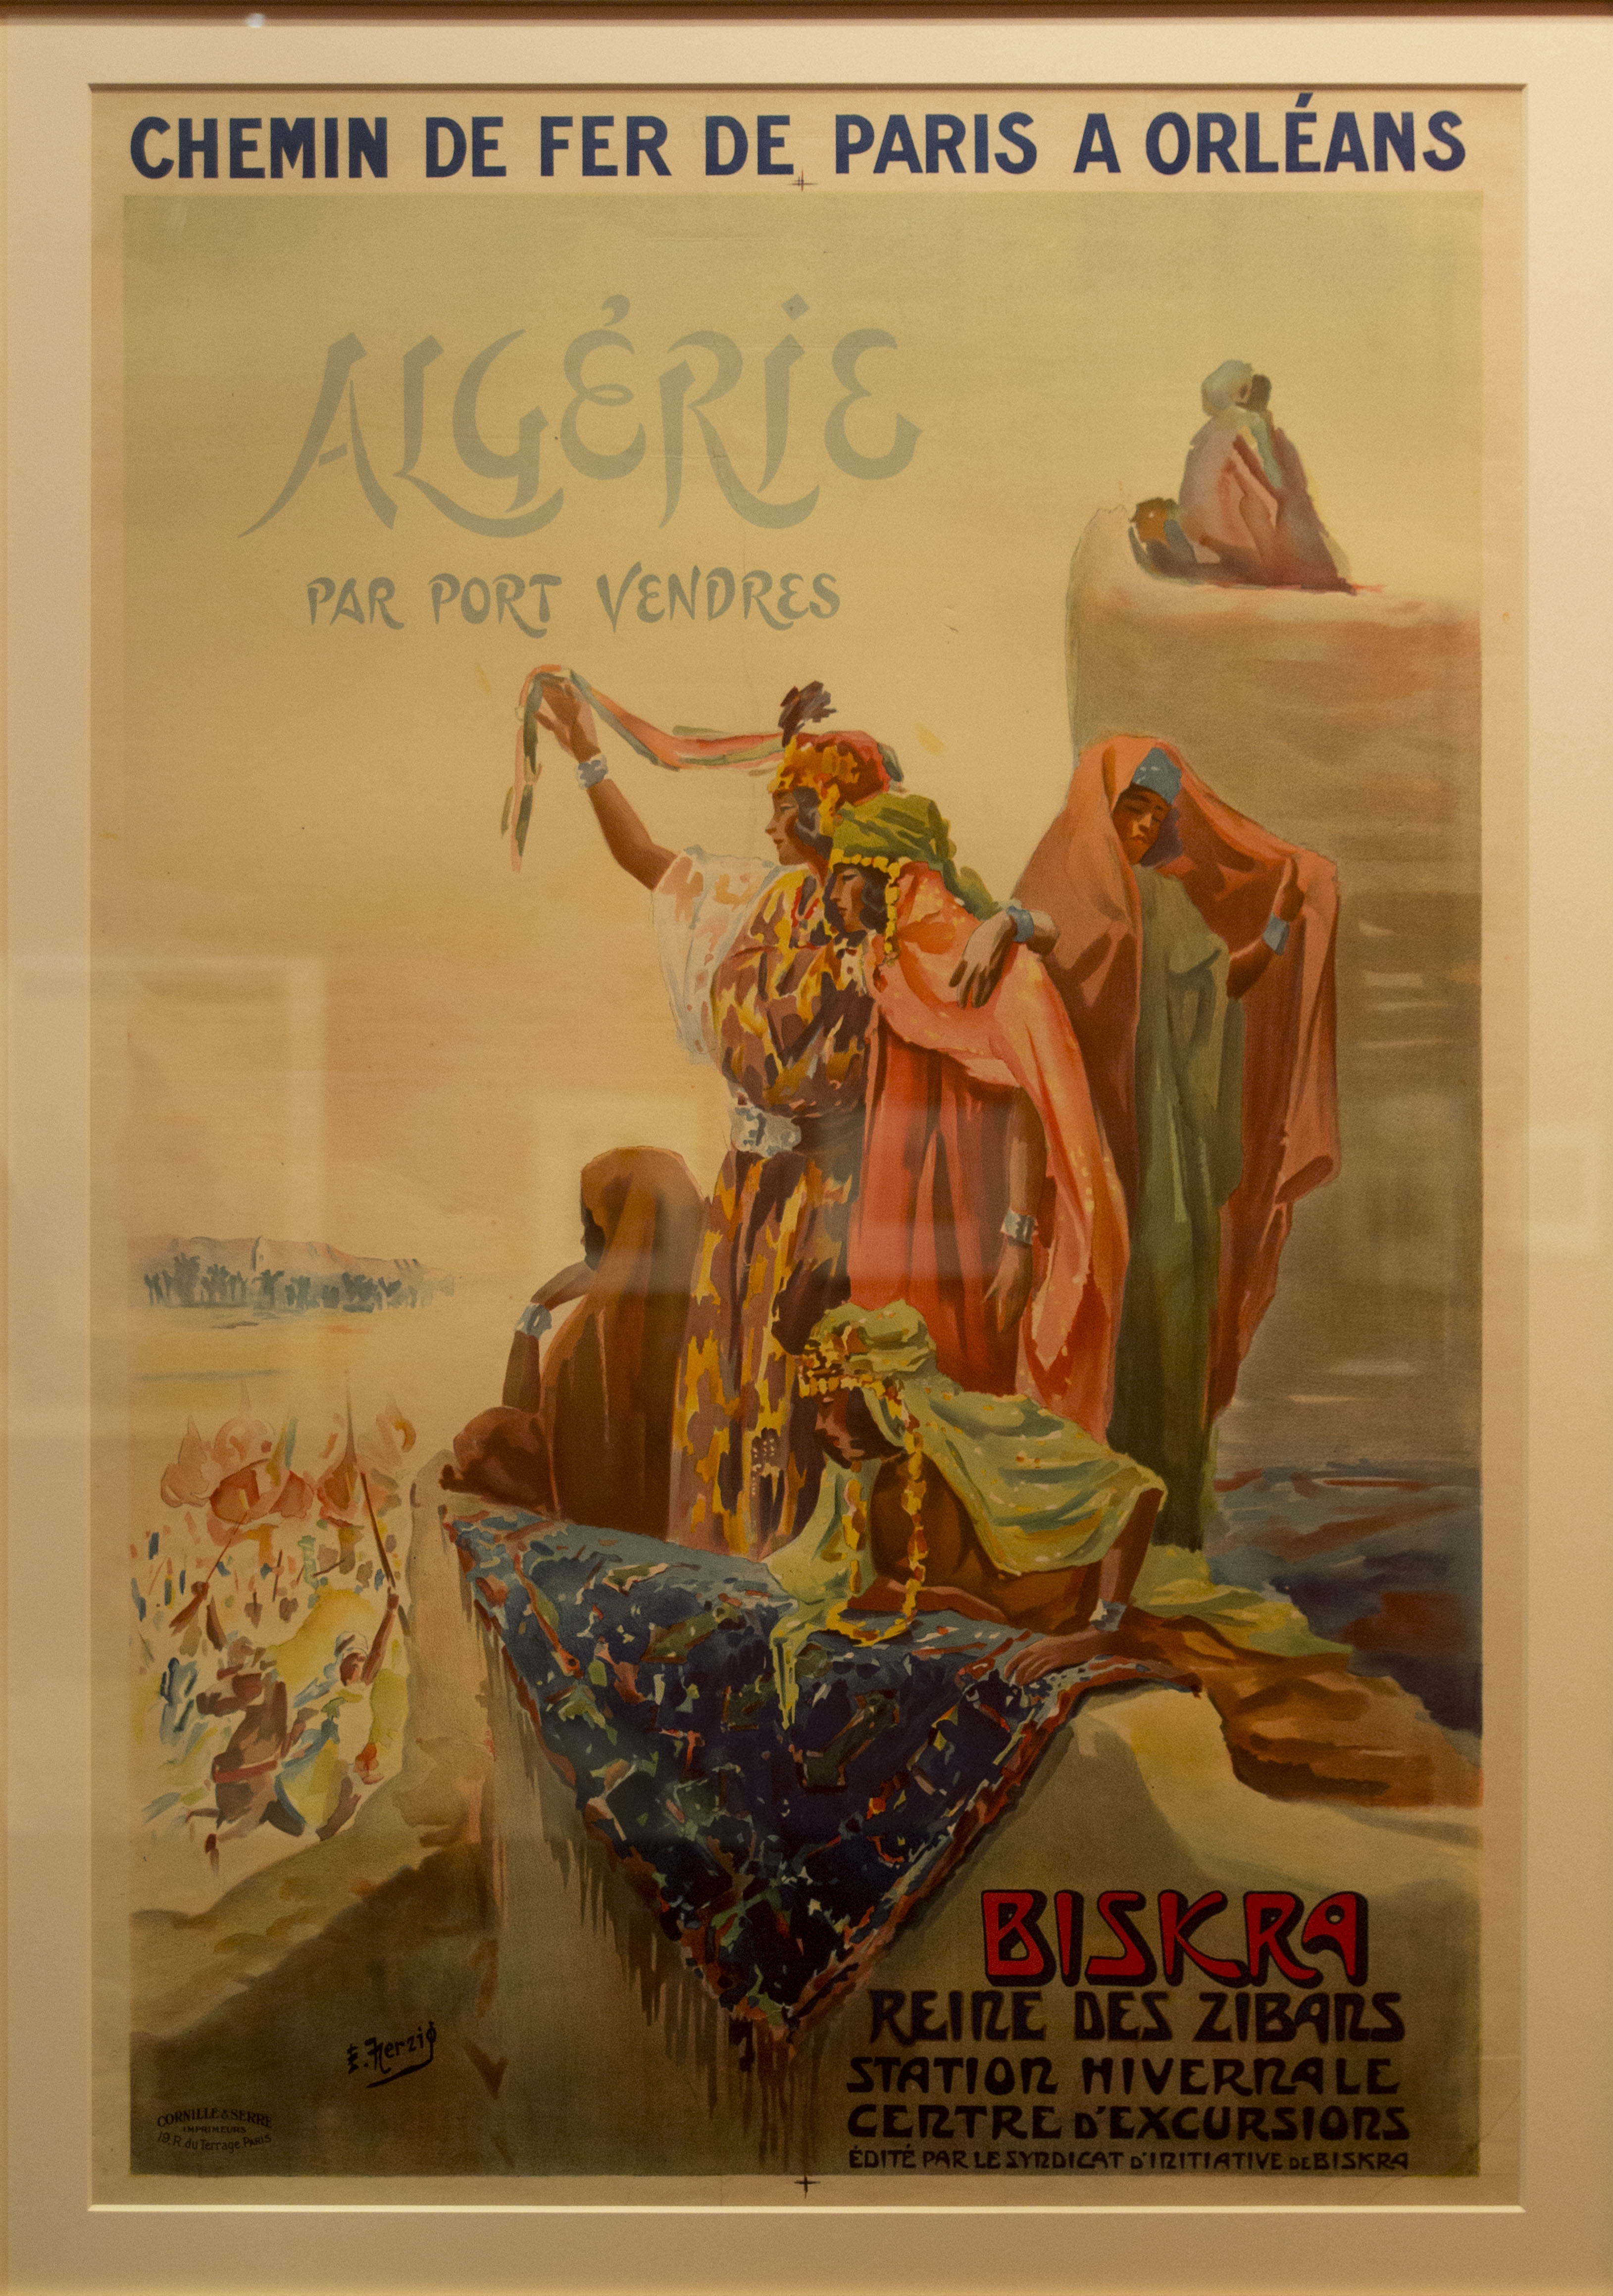 CHEMIN DE FER DE PARIS A ORLÉANS
ALGÉRIE
PAR PORT VENDRES
BISKRA
REINE DES ZIBANS
STATION HIVERNALE
CENTRE D'EXCURSIONS
ÉDITÉ PAR LE SYNDICAT D'INITIATIVE DE BISKRA
E. Herzig
CORNILLE & SERRE
IMPRIMEURS
19. R du Terrage PARIS